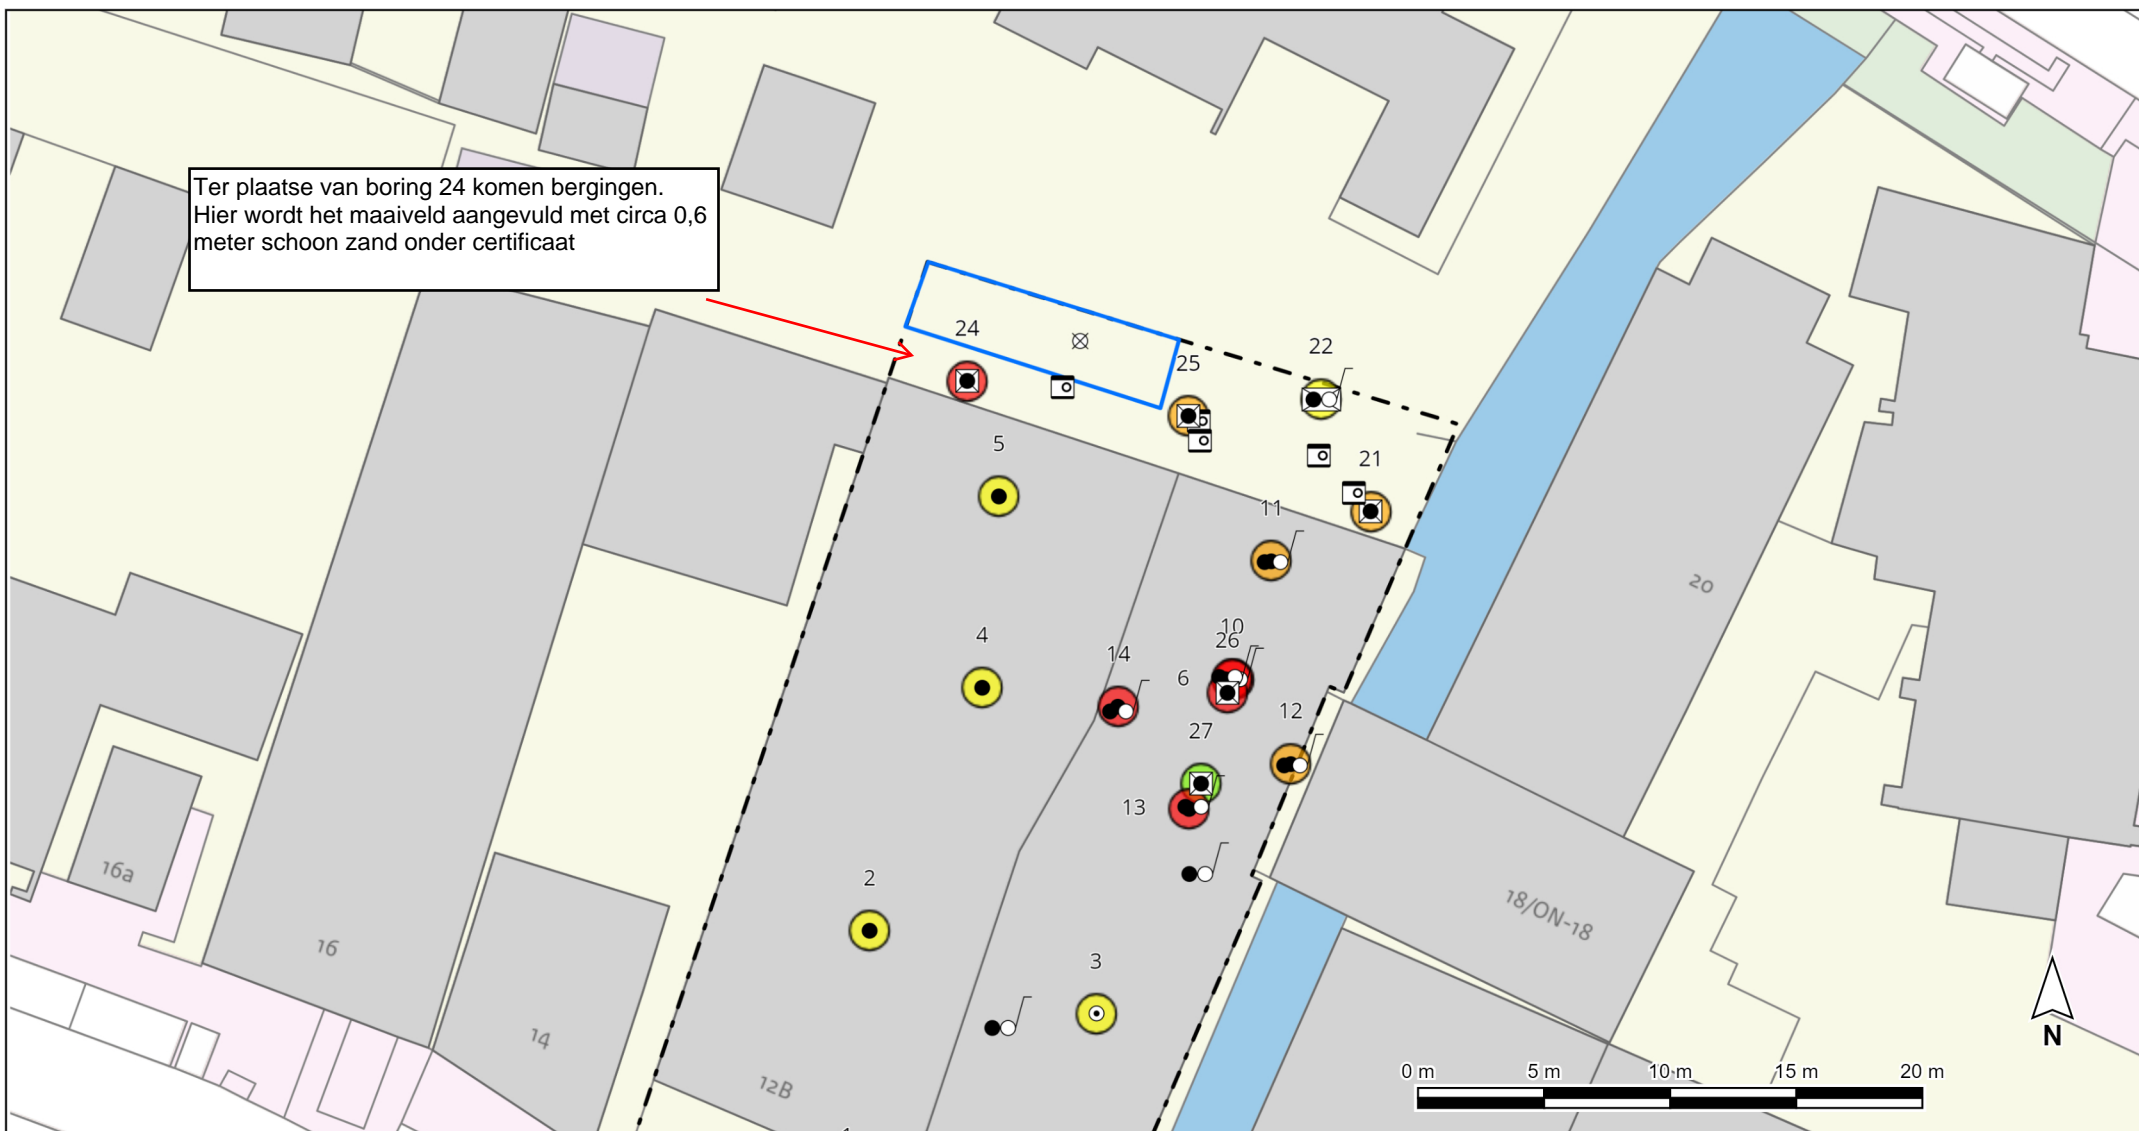 Ter plaatse van boring 24 komen bergingen.
Hier wordt het maaiveld aangevuld met circa 0,6
meter schoon zand onder certificaat
24
22
25
5
21
11
10
26
4
14
6
12
27
13
20
16a
2
18/ON-18
16
3
14
12B
N
0 m 5 m 10 m 15 m 20 m